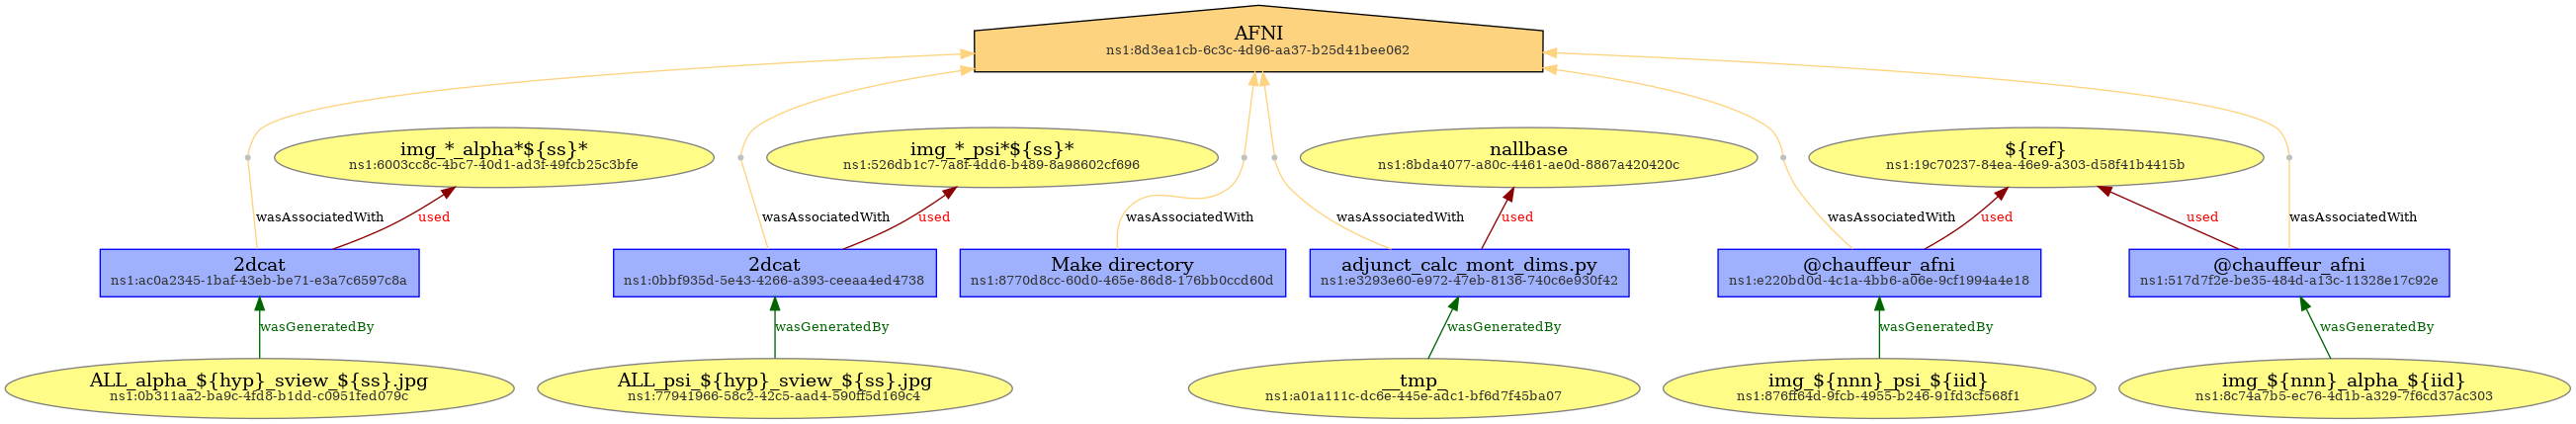 AFNI
ns1:8d3ea1cb-6c3c-4d96-aa37-b25d41bee062
img_*_alpha*${ss}*
ns1:6003cc8c-4bc7-40d1-ad3f-49fcb25c3bfe
img_*_psi*${ss}*
ns1:526db1c7-7a8f-4dd6-b489-8a98602cf696
nallbase
ns1:8bda4077-a80c-4461-ae0d-8867a420420c
${ref}
ns1:19c70237-84ea-46e9-a303-d58f41b4415b
wasAssociatedWith
used
wasAssociatedWith
used
wasAssociatedWith
wasAssociatedWith
used
wasAssociatedWith
used
used
wasAssociatedWith
2dcat
ns1:ac0a2345-1baf-43eb-be71-e3a7c6597c8a
2dcat
ns1:0bbf935d-5e43-4266-a393-ceeaa4ed4738
Make directory
ns1:8770d8cc-60d0-465e-86d8-176bb0ccd60d
adjunct_calc_mont_dims.py
ns1:e3293e60-e972-47eb-8136-740c6e930f42
@chauffeur_afni
ns1:e220bd0d-4c1a-4bb6-a06e-9cf1994a4e18
@chauffeur_afni
ns1:517d7f2e-be35-484d-a13c-11328e17c92e
wasGeneratedBy
wasGeneratedBy
wasGeneratedBy
wasGeneratedBy
wasGeneratedBy
ALL_alpha_${hyp}_sview_${ss}.jpg
ns1:0b311aa2-ba9c-4fd8-b1dd-c0951fed079c
ALL_psi_${hyp}_sview_${ss}.jpg
ns1:77941966-58c2-42c5-aad4-590ff5d169c4
__tmp_
ns1:a01a111c-dc6e-445e-adc1-bf6d7f45ba07
img_${nnn}_psi_${iid}
ns1:876ff64d-9fcb-4955-b246-91fd3cf568f1
img_${nnn}_alpha_${iid}
ns1:8c74a7b5-ec76-4d1b-a329-7f6cd37ac303